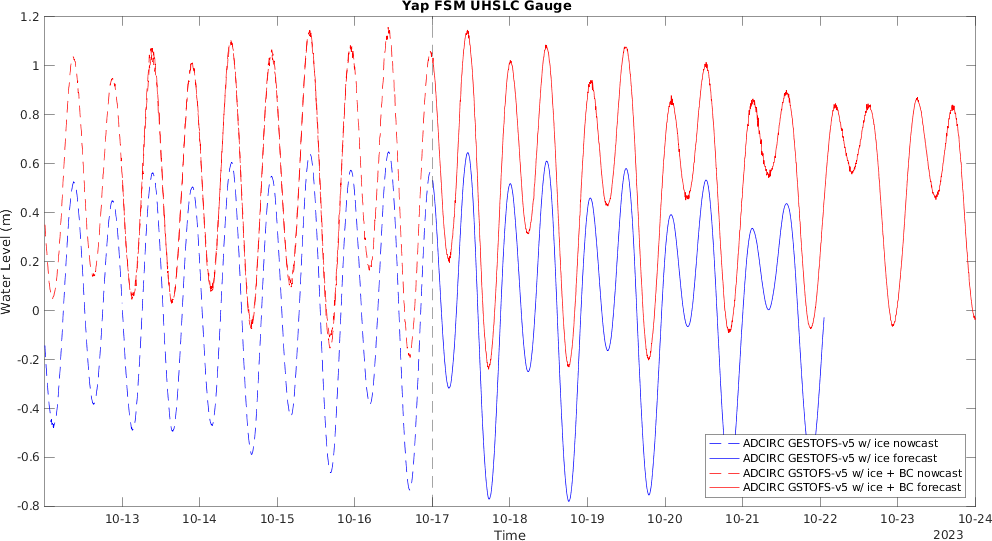 Yap FSM UHSLC Gauge
1.2
1
0.8
0.6
0.4
0.2
0
-0.2
-0.4
-0.6
-0.8
Water Level (m)
ADCIRC GESTOFS-v5 w/ ice nowcast
ADCIRC GESTOFS-v5 w/ ice forecast
ADCIRC GSTOFS-v5 w/ ice + BC nowcast
ADCIRC GSTOFS-v5 w/ ice + BC forecast
10-13 10-14 10-15 10-16 10-17 10-18 10-19 10-20 10-21 10-22 10-23 10-24
Time
2023